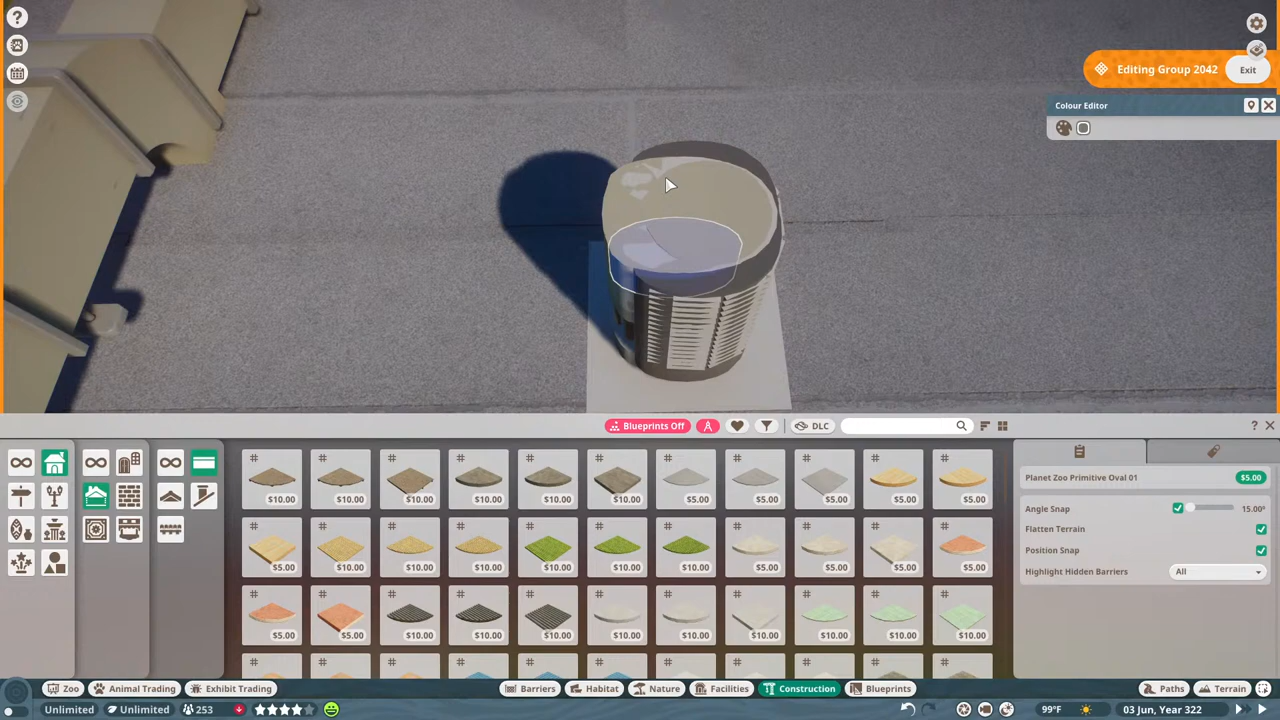 ?
Editing Group 2042
Exit
Colour Editor
Blueprints Off
DLC
?
$10.00 $10.00 $10.00 $10.00 $10.00 $10.00 $5.00 $5.00 $5.00 $5.00 $5.00
$5.00 $10.00 $10.00 $10.00 $10.00 $10.00 $10.00 $5.00 $5.00 $5.00 $5.00
$5.00 $5.00 $10.00 $10.00 $10.00 $10.00 $10.00 $10.00 $10.00 $10.00 $10.00
Planet Zoo Primitive Oval 01 $5.00
Angle Snap 15.00°
Flatten Terrain
Position Snap
Highlight Hidden Barriers All
Zoo Animal Trading Exhibit Trading Barriers Habitat Nature Facilities Construction Blueprints Paths Terrain
Unlimited Unlimited 253 99°F 03 Jun, Year 322